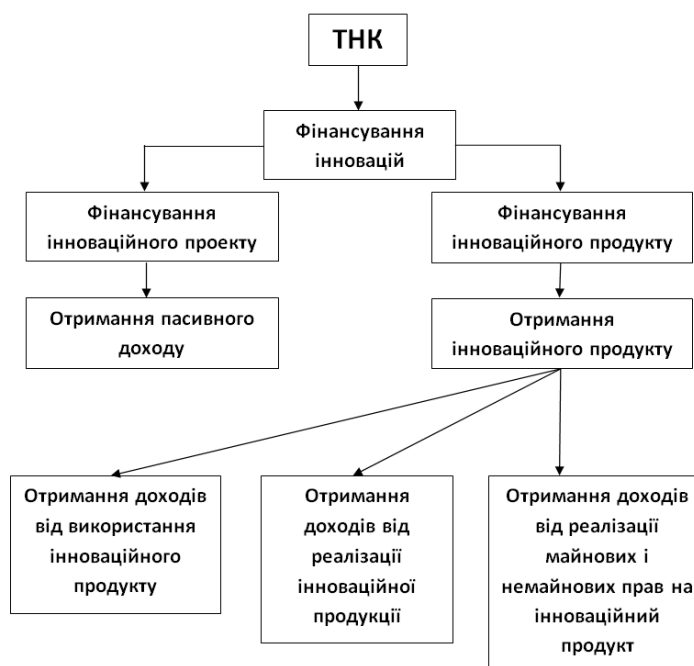 ТНК
Фінансування
інновацій
Фінансування
інноваційного проекту
Фінансування
інноваційного продукту
Отримання пасивного
доходу
Отримання
інноваційного продукту
Отримання доходів
від використання
інноваційного
продукту
Отримання
доходів від
реалізації
інноваційної
продукції
Отримання доходів
від реалізації
майнових і
немайнових прав на
інноваційний
продукт